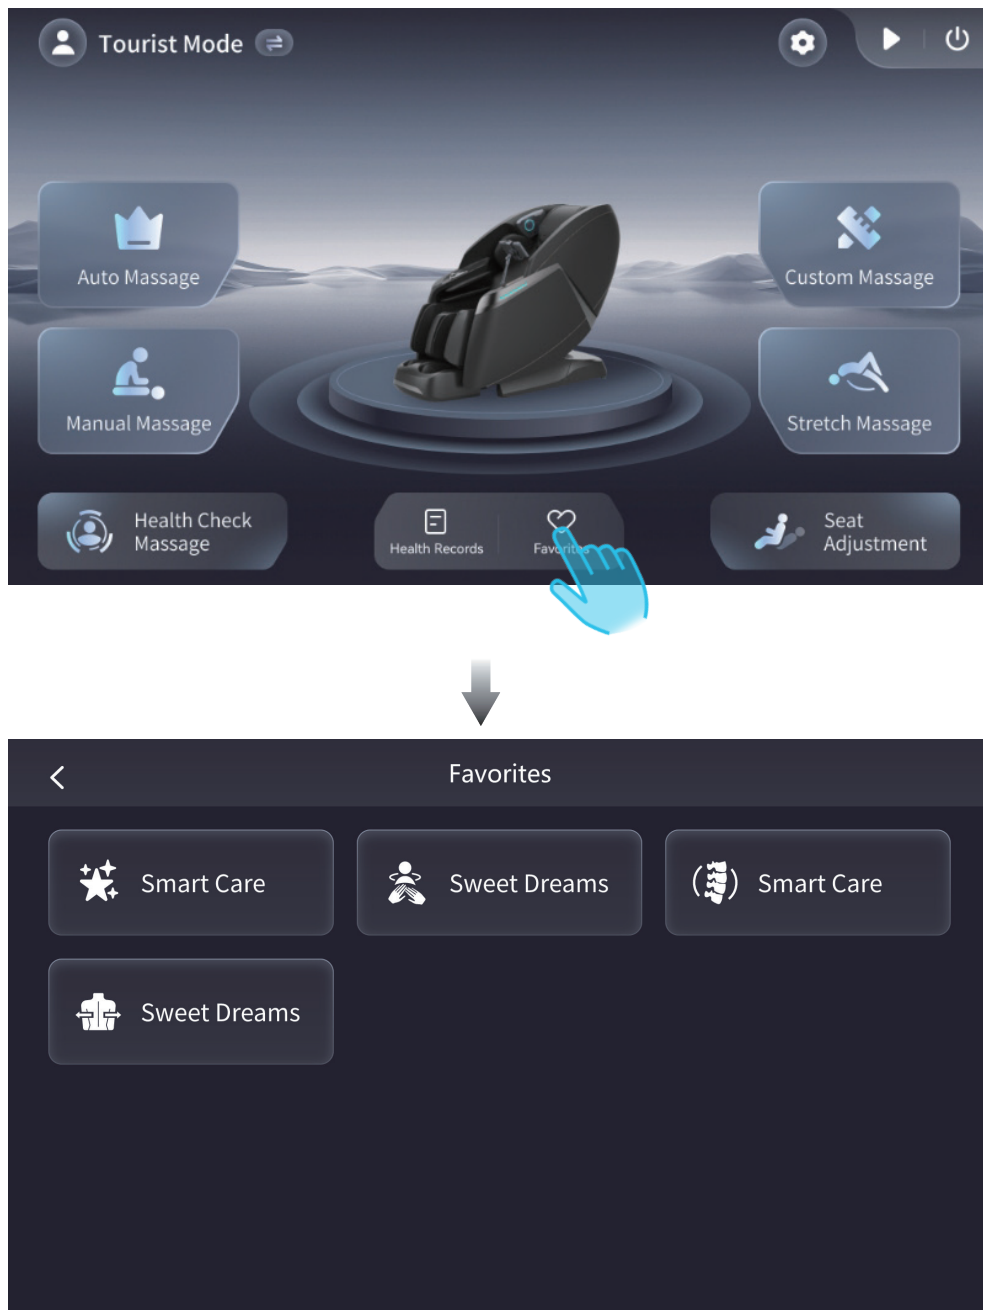 Tourist Mode
Auto Massage
Custom Massage
Manual Massage
Stretch Massage
Health Check
Massage
Health Records
Favorites
Seat
Adjustment
Favorites
Smart Care
Sweet Dreams
Smart Care
Sweet Dreams